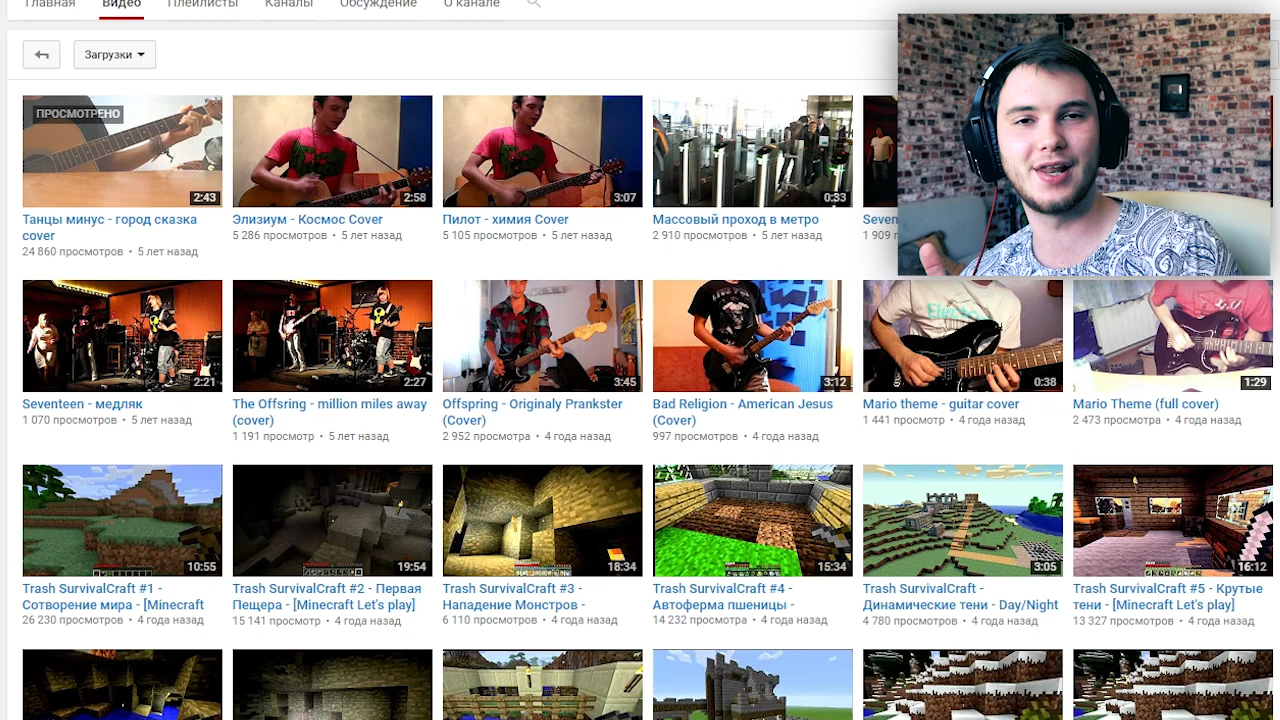 Главная Видео Плейлисты Каналы Обсуждение О канале
Загрузки
ПРОСМОТРЕНО
2:43
2:58
3:07
0:33
Танцы минус - город сказка
cover
24 860 просмотров • 5 лет назад
Элизиум - Космос Cover
5 286 просмотров • 5 лет назад
Пилот - химия Cover
5 105 просмотров • 5 лет назад
Массовый проход в метро
2 910 просмотров • 5 лет назад
Seven
1 909
2:21
2:27
3:45
3:12
0:38
1:29
Seventeen - медляк
1 070 просмотров • 5 лет назад
The Offsring - million miles away
(cover)
1 191 просмотр • 5 лет назад
Offspring - Originaly Prankster
(Cover)
2 952 просмотра • 4 года назад
Bad Religion - American Jesus
(Cover)
997 просмотров • 4 года назад
Mario theme - guitar cover
1 441 просмотр • 4 года назад
Mario Theme (full cover)
2 473 просмотра • 4 года назад
10:55
19:54
18:34
15:34
3:05
16:12
Trash SurvivalCraft #1 -
Сотворение мира - [Minecraft
26 230 просмотров • 4 года назад
Trash SurvivalCraft #2 - Первая
Пещера - [Minecraft Let's play]
15 141 просмотр • 4 года назад
Trash SurvivalCraft #3 -
Нападение Монстров -
6 110 просмотров • 4 года назад
Trash SurvivalCraft #4 -
Автоферма пшеницы -
14 232 просмотра • 4 года назад
Trash SurvivalCraft -
Динамические тени - Day/Night
4 780 просмотров • 4 года назад
Trash SurvivalCraft #5 - Крутые
тени - [Minecraft Let's play]
13 327 просмотров • 4 года назад